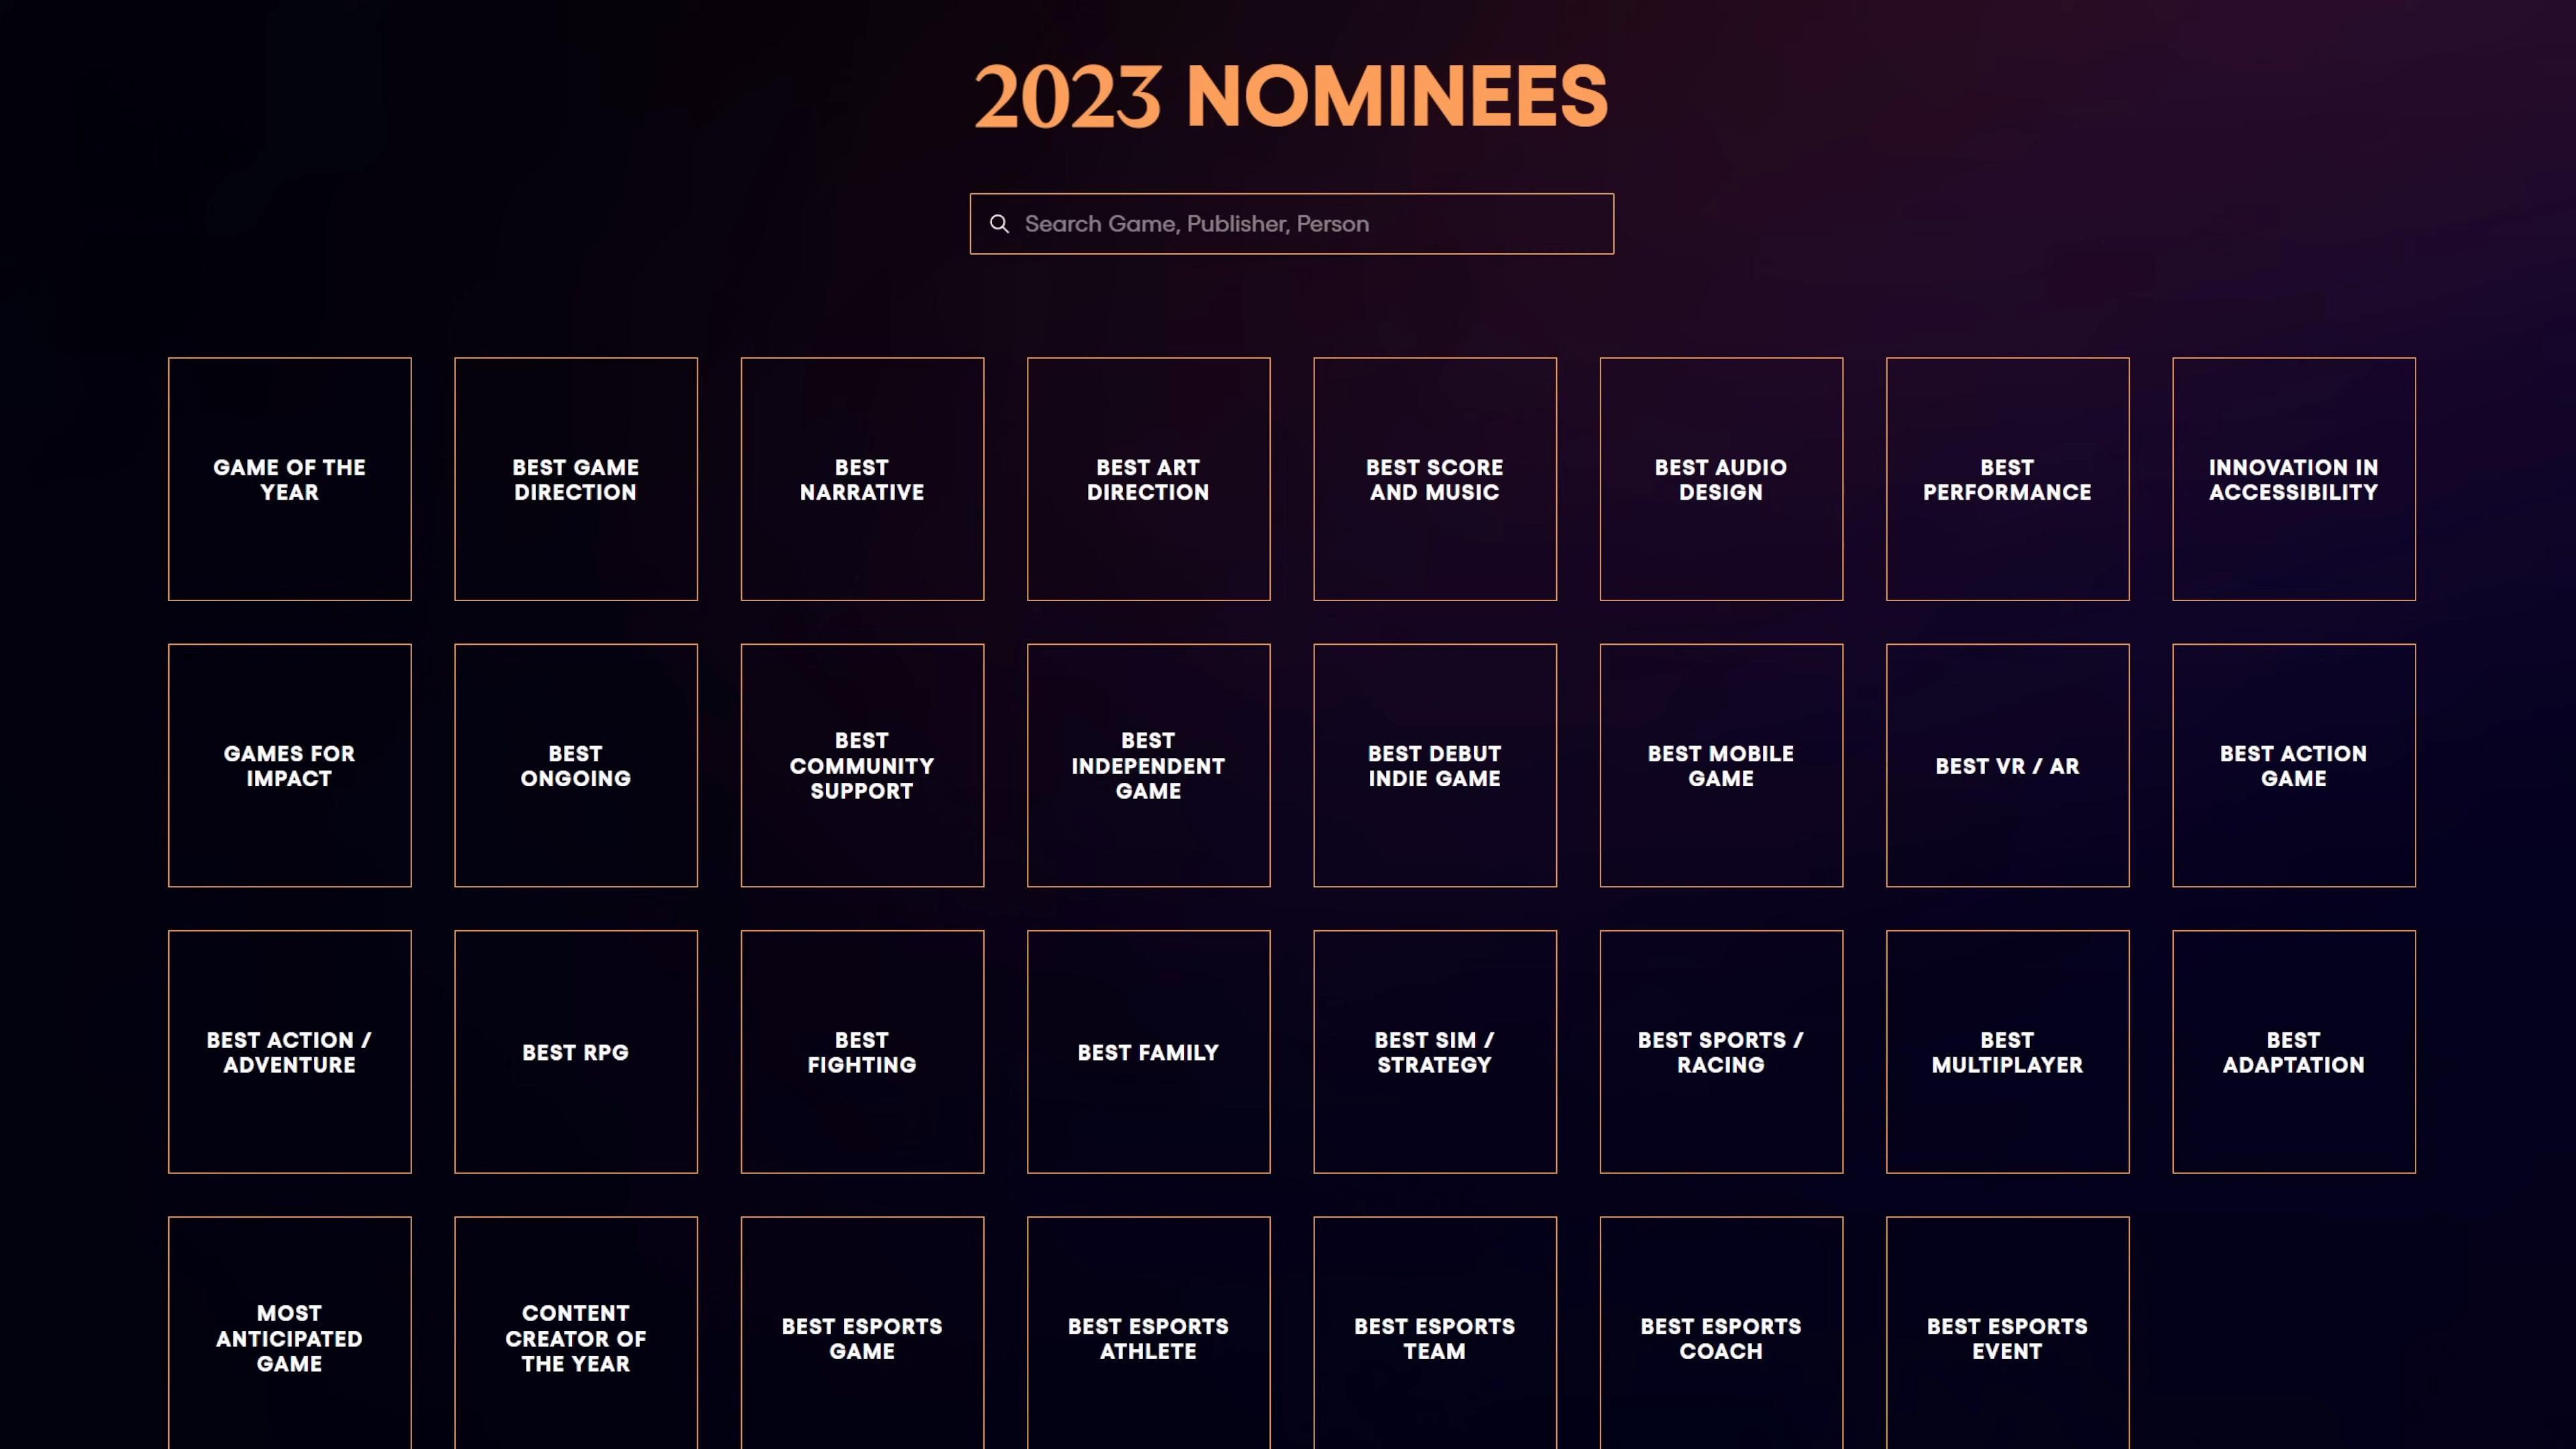 2023 NOMINEES
Search Game, Publisher, Person
GAME OF THE
YEAR
BEST GAME
DIRECTION
BEST
NARRATIVE
BEST ART
DIRECTION
BEST SCORE
AND MUSIC
BEST AUDIO
DESIGN
BEST
PERFORMANCE
INNOVATION IN
ACCESSIBILITY
GAMES FOR
IMPACT
BEST
ONGOING
BEST
COMMUNITY
SUPPORT
BEST
INDEPENDENT
GAME
BEST DEBUT
INDIE GAME
BEST MOBILE
GAME
BEST VR / AR
BEST ACTION
GAME
BEST ACTION /
ADVENTURE
BEST RPG
BEST
FIGHTING
BEST FAMILY
BEST SIM /
STRATEGY
BEST SPORTS /
RACING
BEST
MULTIPLAYER
BEST
ADAPTATION
MOST
ANTICIPATED
GAME
CONTENT
CREATOR OF
THE YEAR
BEST ESPORTS
GAME
BEST ESPORTS
ATHLETE
BEST ESPORTS
TEAM
BEST ESPORTS
COACH
BEST ESPORTS
EVENT